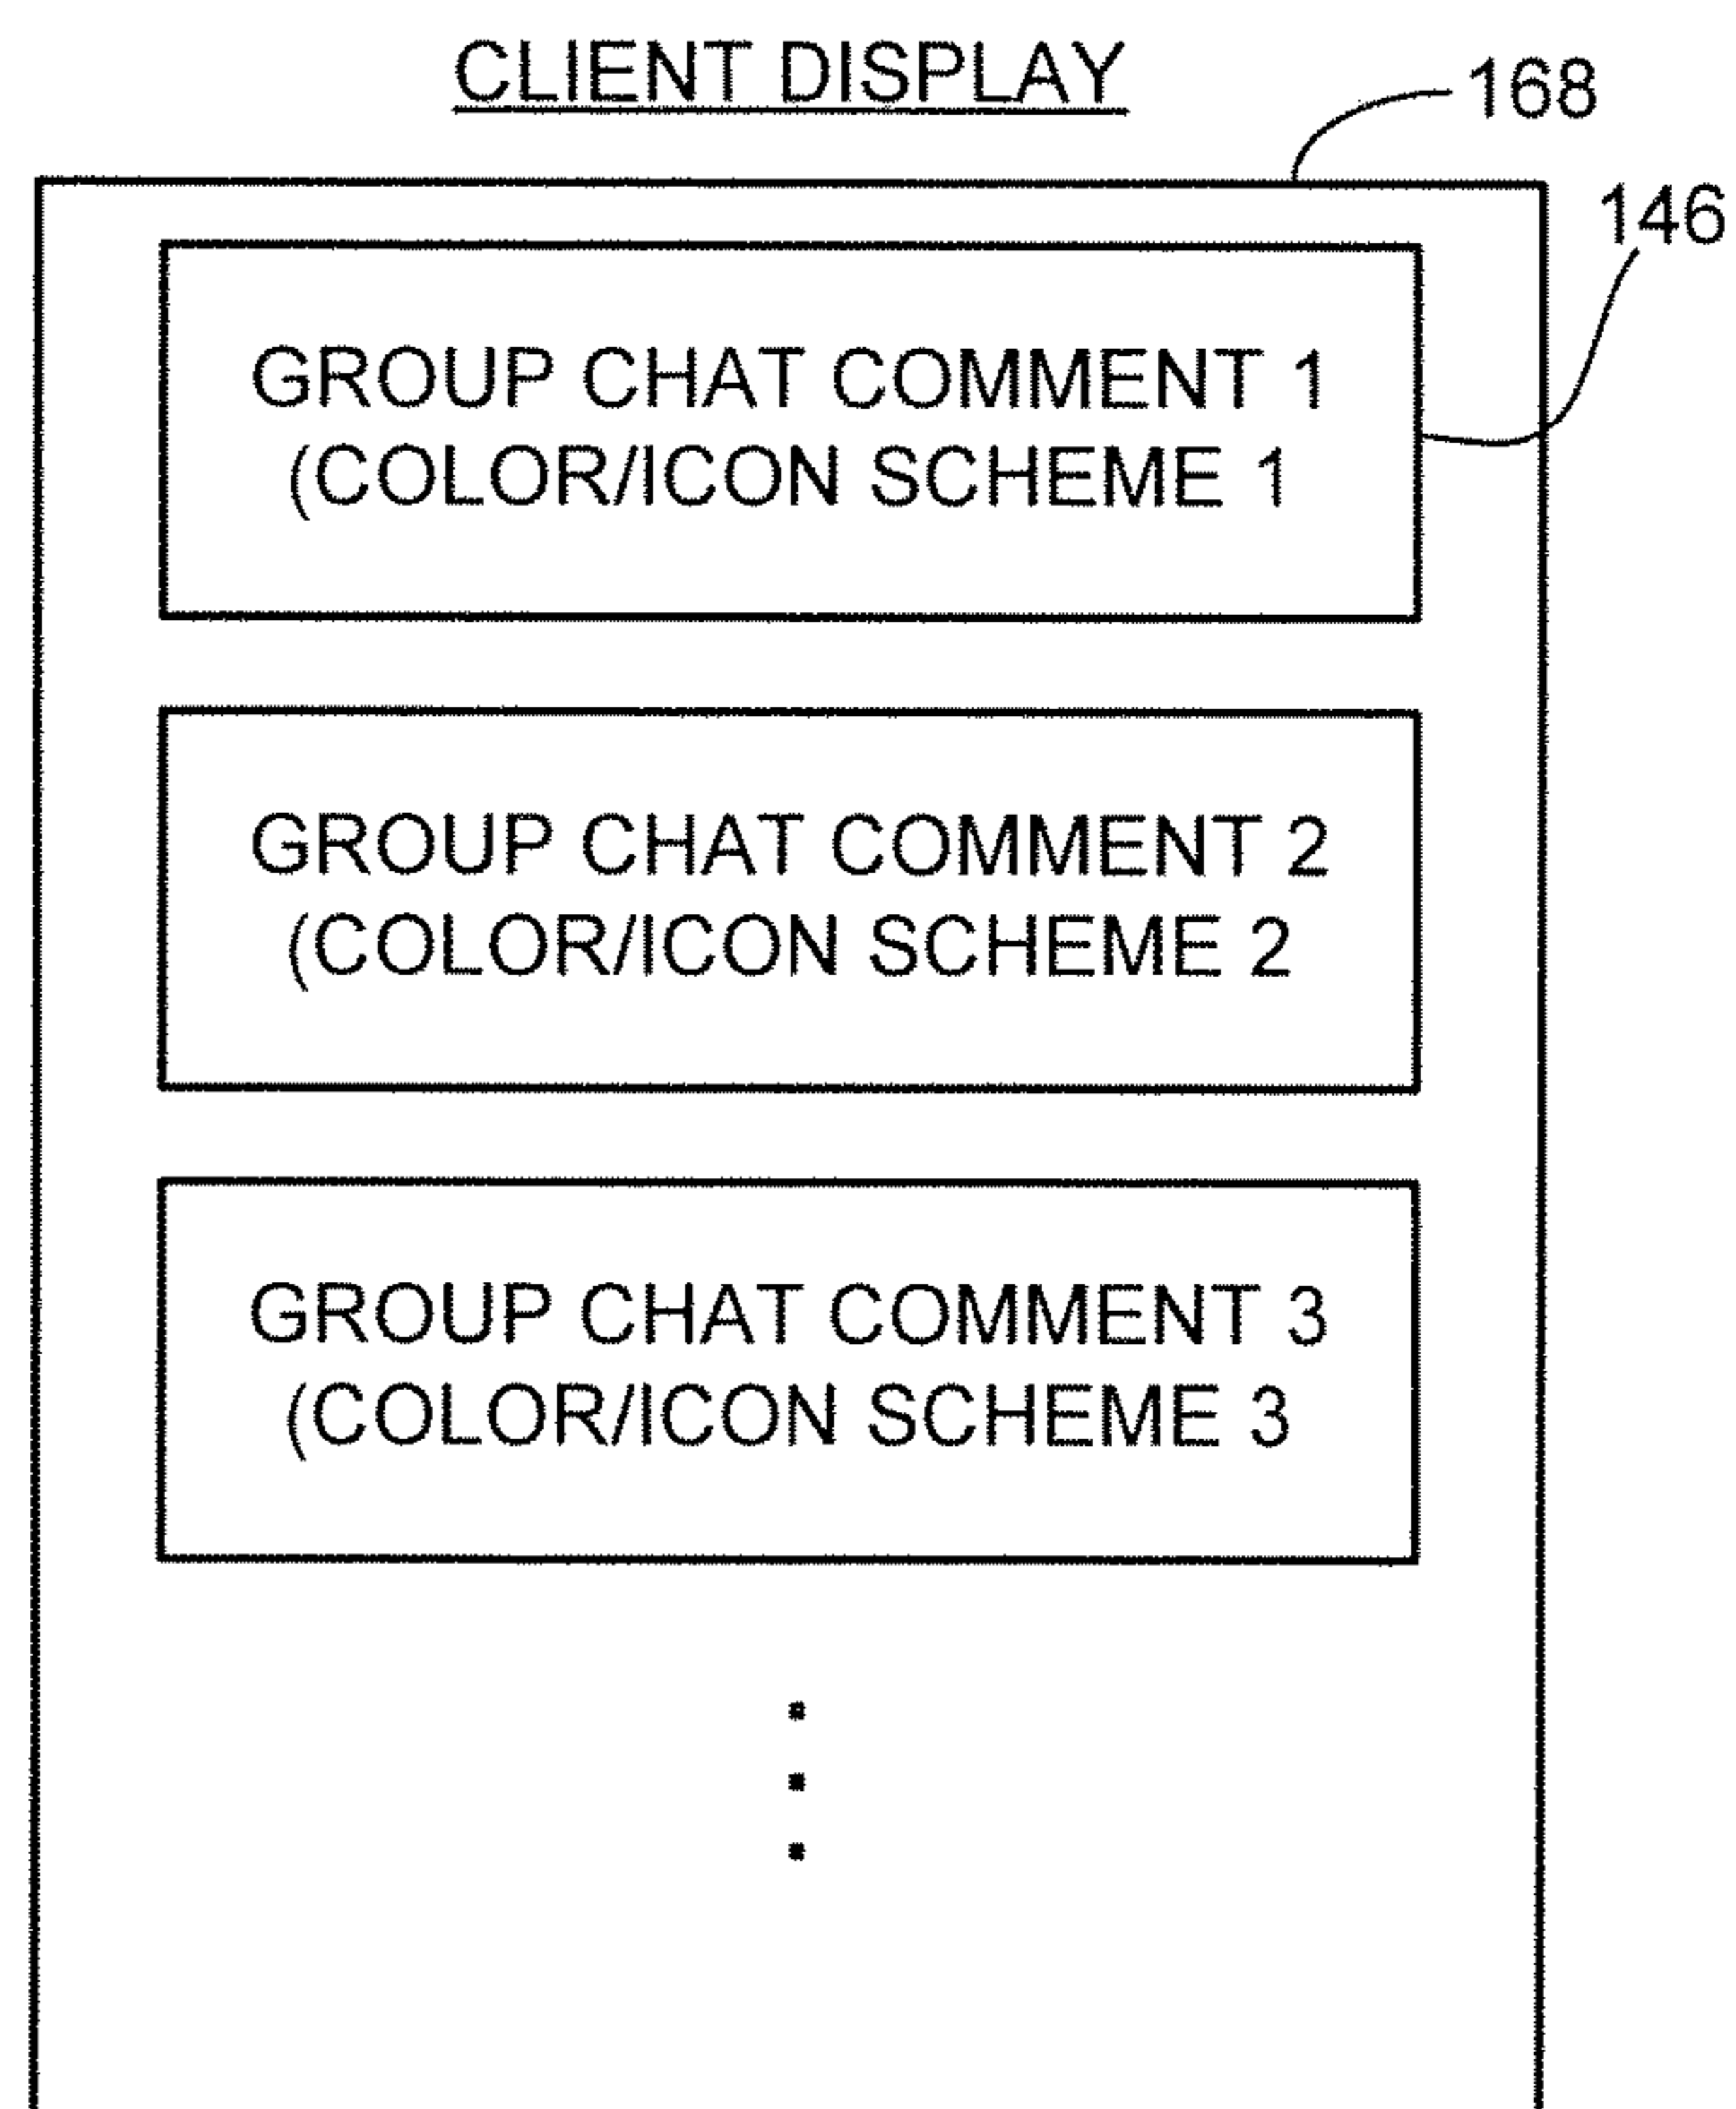 CLIENT DISPLAY
168
146
GROUP CHAT COMMENT 1
(COLOR/ICON SCHEME 1
GROUP CHAT COMMENT 2
(COLOR/ICON SCHEME 2
GROUP CHAT COMMENT 3
(COLOR/ICON SCHEME 3